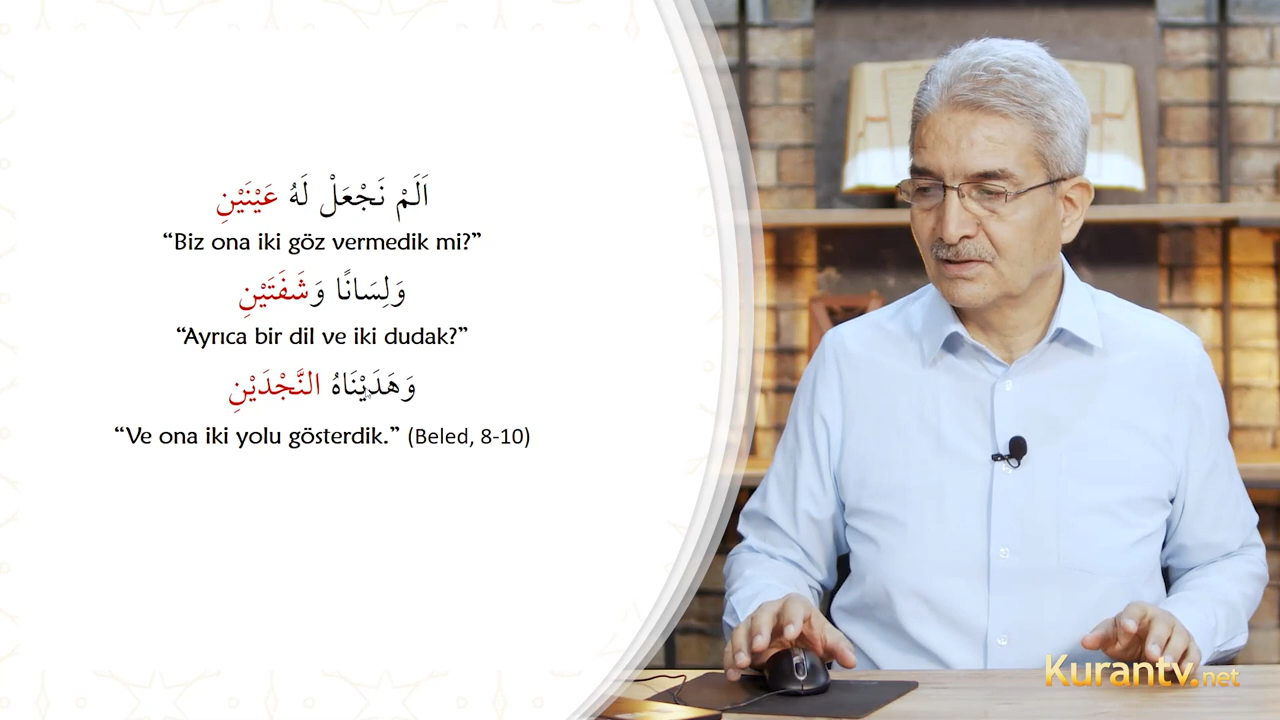 اَلَمْ نَجْعَلْ لَهُ عَيْنَيْنِ
“Biz ona iki göz vermedik mi?”
وَلِسَانًا وَشَفَتَيْنِ
“Ayrıca bir dil ve iki dudak?”
وَهَدَيْنَاهُ النَّجْدَيْنِ
“Ve ona iki yolu gösterdik.” (Beled, 8-10)
Kurantv.net